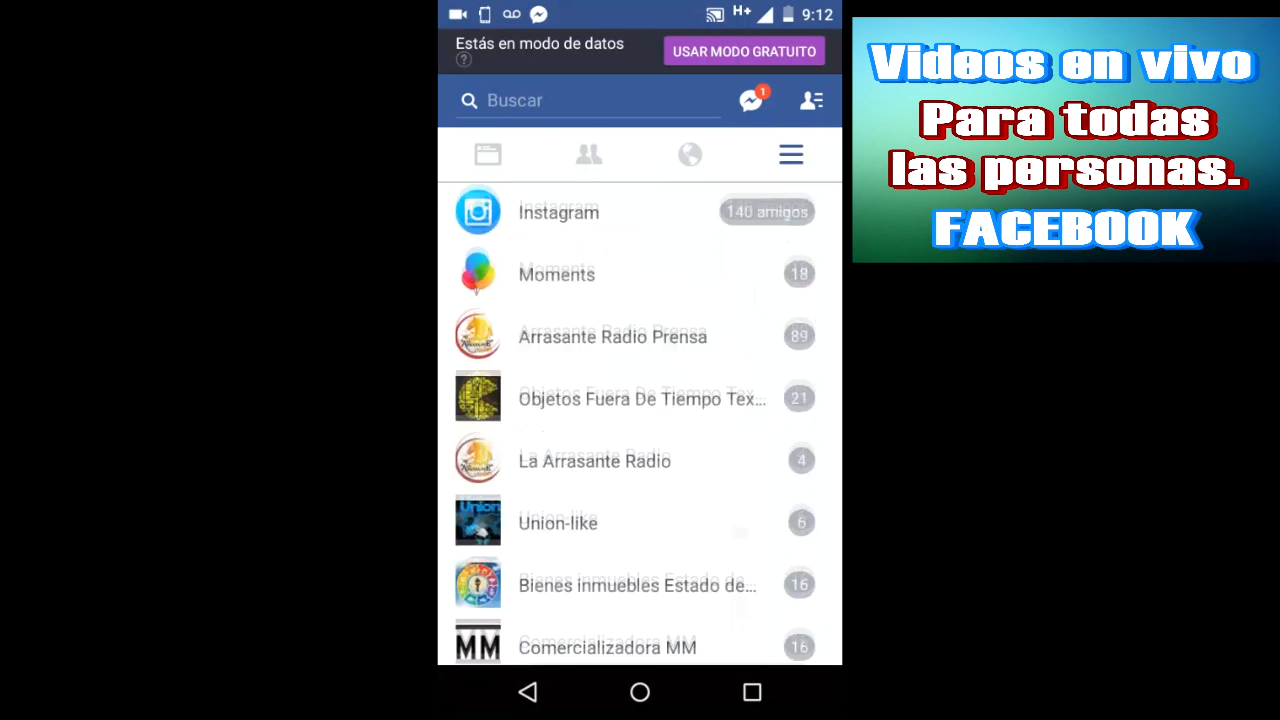 H+ 9:12
Estás en modo de datos
?
USAR MODO GRATUITO
Buscar
1
Instagram 140 amigos
Moments 18
Arrasante Radio Prensa 89
Objetos Fuera De Tiempo Tex... 21
La Arrasante Radio 4
Union
Union-like 6
Bienes inmuebles Estado de... 16
MM
Comercializadora MM 16
Videos en vivo
Para todas
las personas.
FACEBOOK